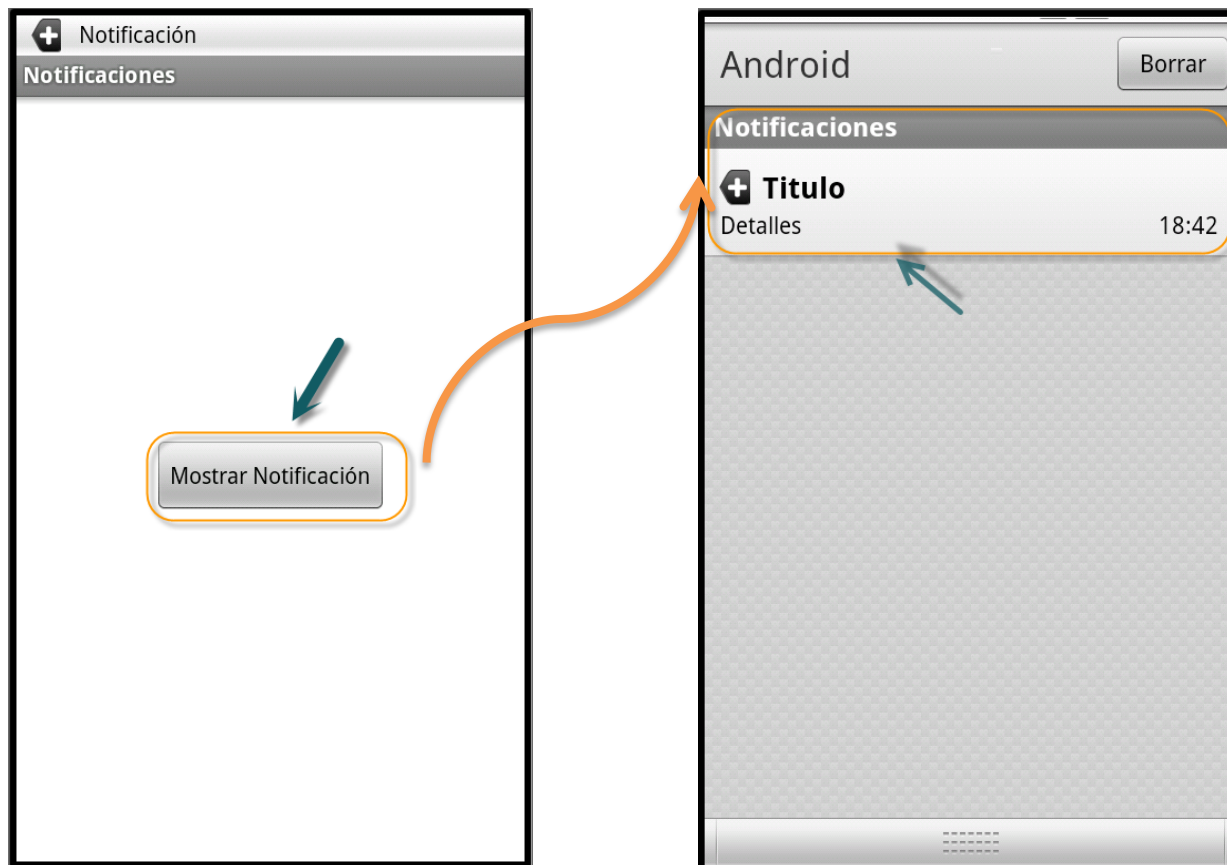 Notificación
Notificaciones
Mostrar Notificación
Android
Borrar
Notificaciones
Titulo
Detalles
18:42